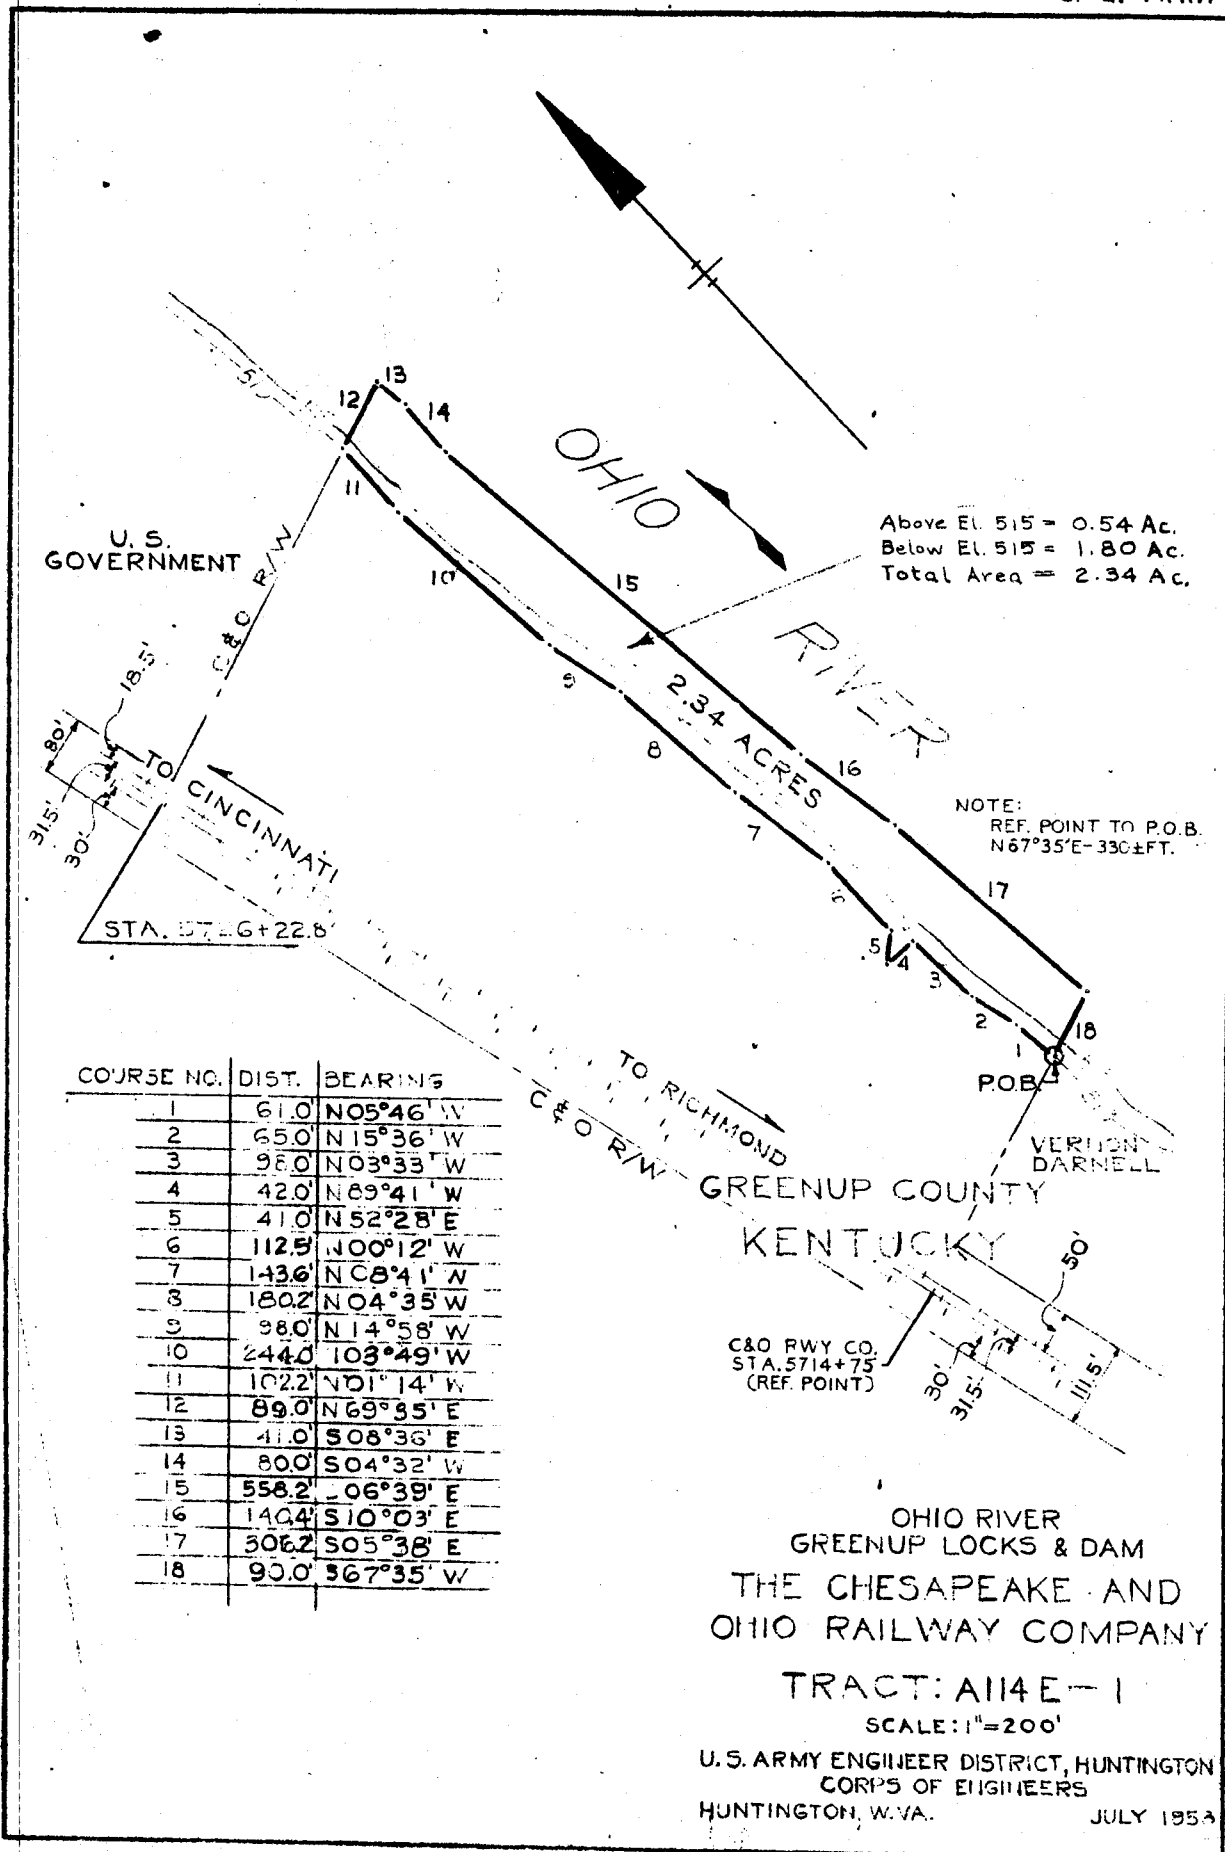 12
13
14
11
10
15
OHIO
RIVER
U.S.
GOVERNMENT
C&O R/W
Above El. 515 = 0.54 Ac.
Below El. 515 = 1.80 Ac.
Total Area = 2.34 Ac.
18.5'
80'
31.5'
30'
TO CINCINNATI
9
8
7
6
5
4
3
2
1
2.34 ACRES
16
17
18
NOTE:
REF. POINT TO P.O.B.
N67°35'E-330±FT.
P.O.B.
STA. +22.8'
VERNON
DARNELL
TO RICHMOND
C&O R/W
GREENUP COUNTY
KENTUCKY
50'
C&O RWY CO.
STA. 5714+75
(REF. POINT)
30'
31.5'
111.5'
COURSE NO. DIST. BEARING
1 61.0' N05°46' W
2 65.0' N15°36' W
3 98.0' N03°33' W
4 42.0' N89°41' W
5 41.0' N52°28' E
6 112.5' N00°12' W
7 143.6' N08°41' W
8 180.2' N04°35' W
9 98.0' N14°58' W
10 244.0' 03°49' W
11 102.2' N01°14' W
12 89.0' N69°35' E
13 41.0' S08°36' E
14 80.0' S04°32' W
15 558.2' 06°39' E
16 140.4' S10°03' E
17 306.2' S05°38' E
18 90.0' S67°35' W
OHIO RIVER
GREENUP LOCKS & DAM
THE CHESAPEAKE AND
OHIO RAILWAY COMPANY
TRACT: A114E-1
SCALE: 1"=200'
U.S. ARMY ENGINEER DISTRICT, HUNTINGTON
CORPS OF ENGINEERS
HUNTINGTON, W.VA. JULY